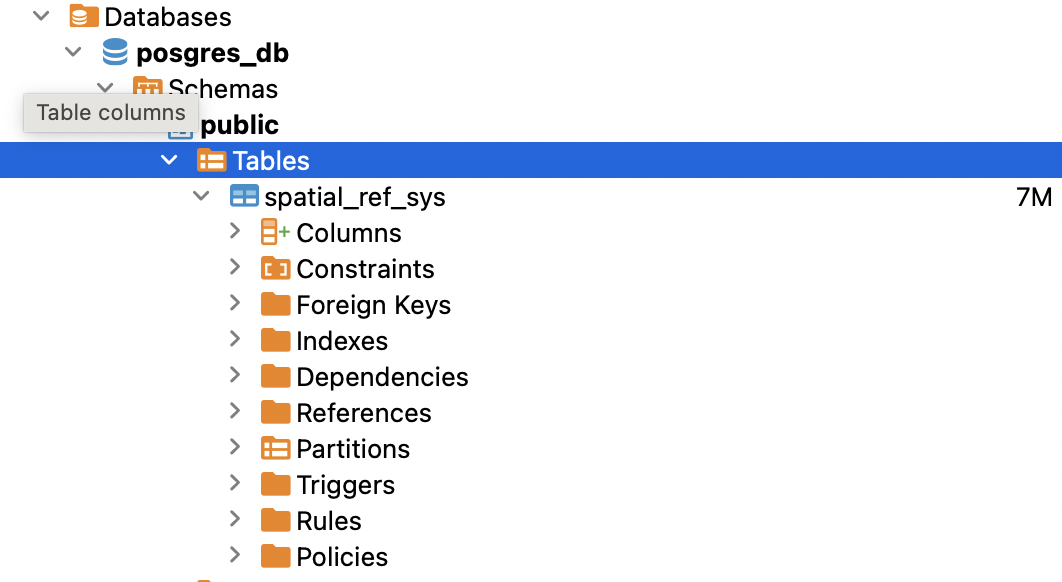 Databases
posgres_db
Schemas
Table columns
public
Tables
spatial_ref_sys 7M
Columns
Constraints
Foreign Keys
Indexes
Dependencies
References
Partitions
Triggers
Rules
Policies